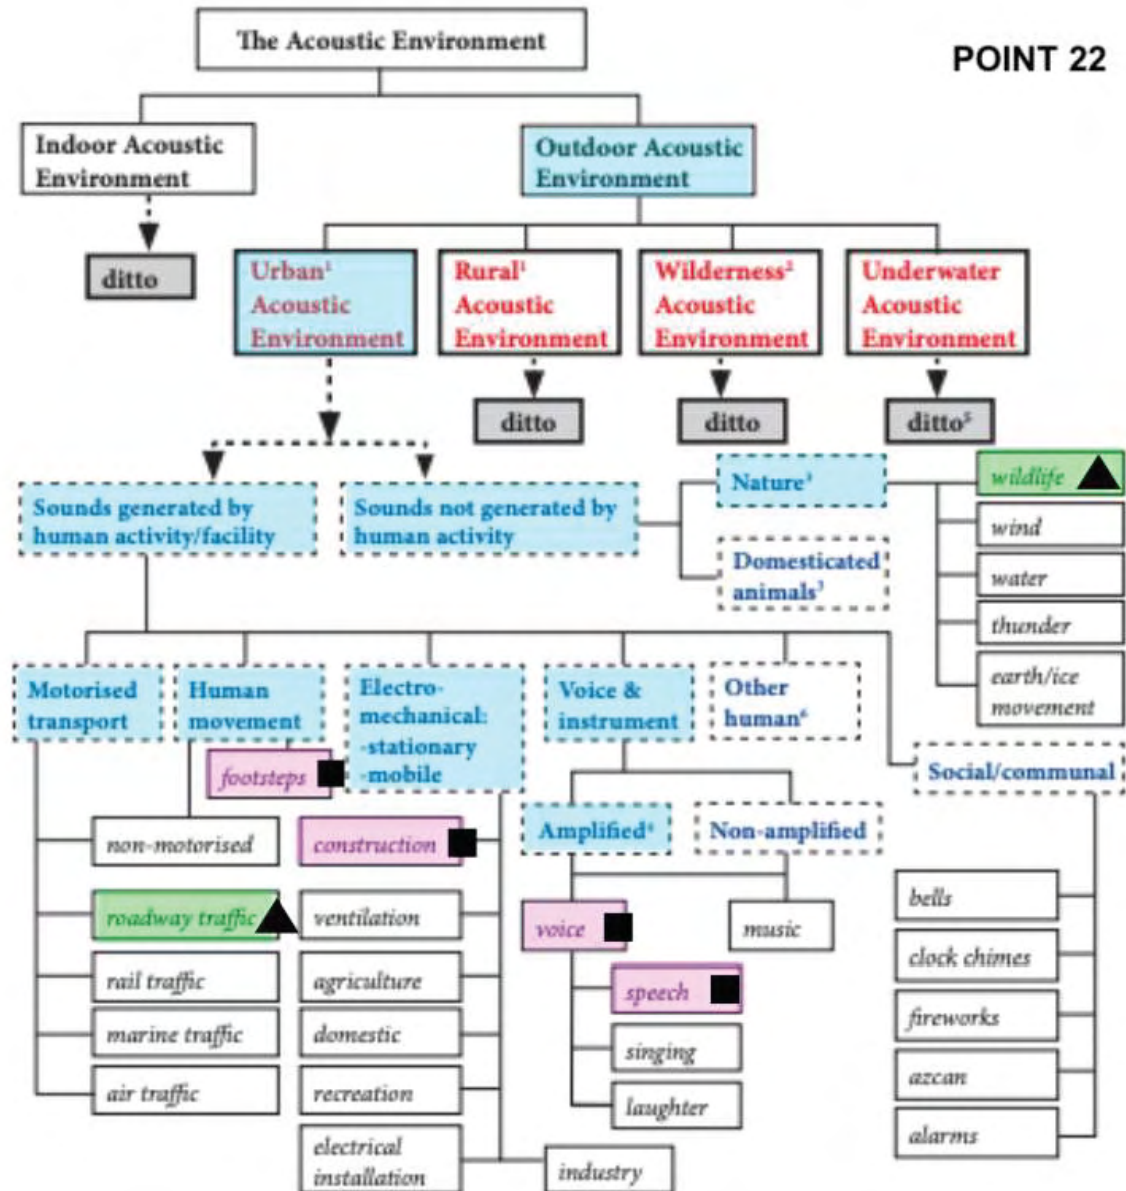 The Acoustic Environment
POINT 22
Indoor Acoustic
Environment
Outdoor Acoustic
Environment
ditto
Urban¹
Acoustic
Environment
Rural¹
Acoustic
Environment
Wilderness²
Acoustic
Environment
Underwater
Acoustic
Environment
ditto
ditto
ditto⁵
Sounds generated by
human activity/facility
Sounds not generated by
human activity
Nature³
Domesticated
animals³
wildlife
wind
water
thunder
earth/ice
movement
Motorised
transport
Human
movement
Electro-
mechanical:
-stationary
-mobile
Voice &
instrument
Other
human⁶
Social/communal
footsteps
non-motorised
roadway traffic
rail traffic
marine traffic
air traffic
construction
ventilation
agriculture
domestic
recreation
electrical
installation
industry
Amplified⁴
Non-amplified
voice
music
speech
singing
laughter
bells
clock chimes
fireworks
azcan
alarms